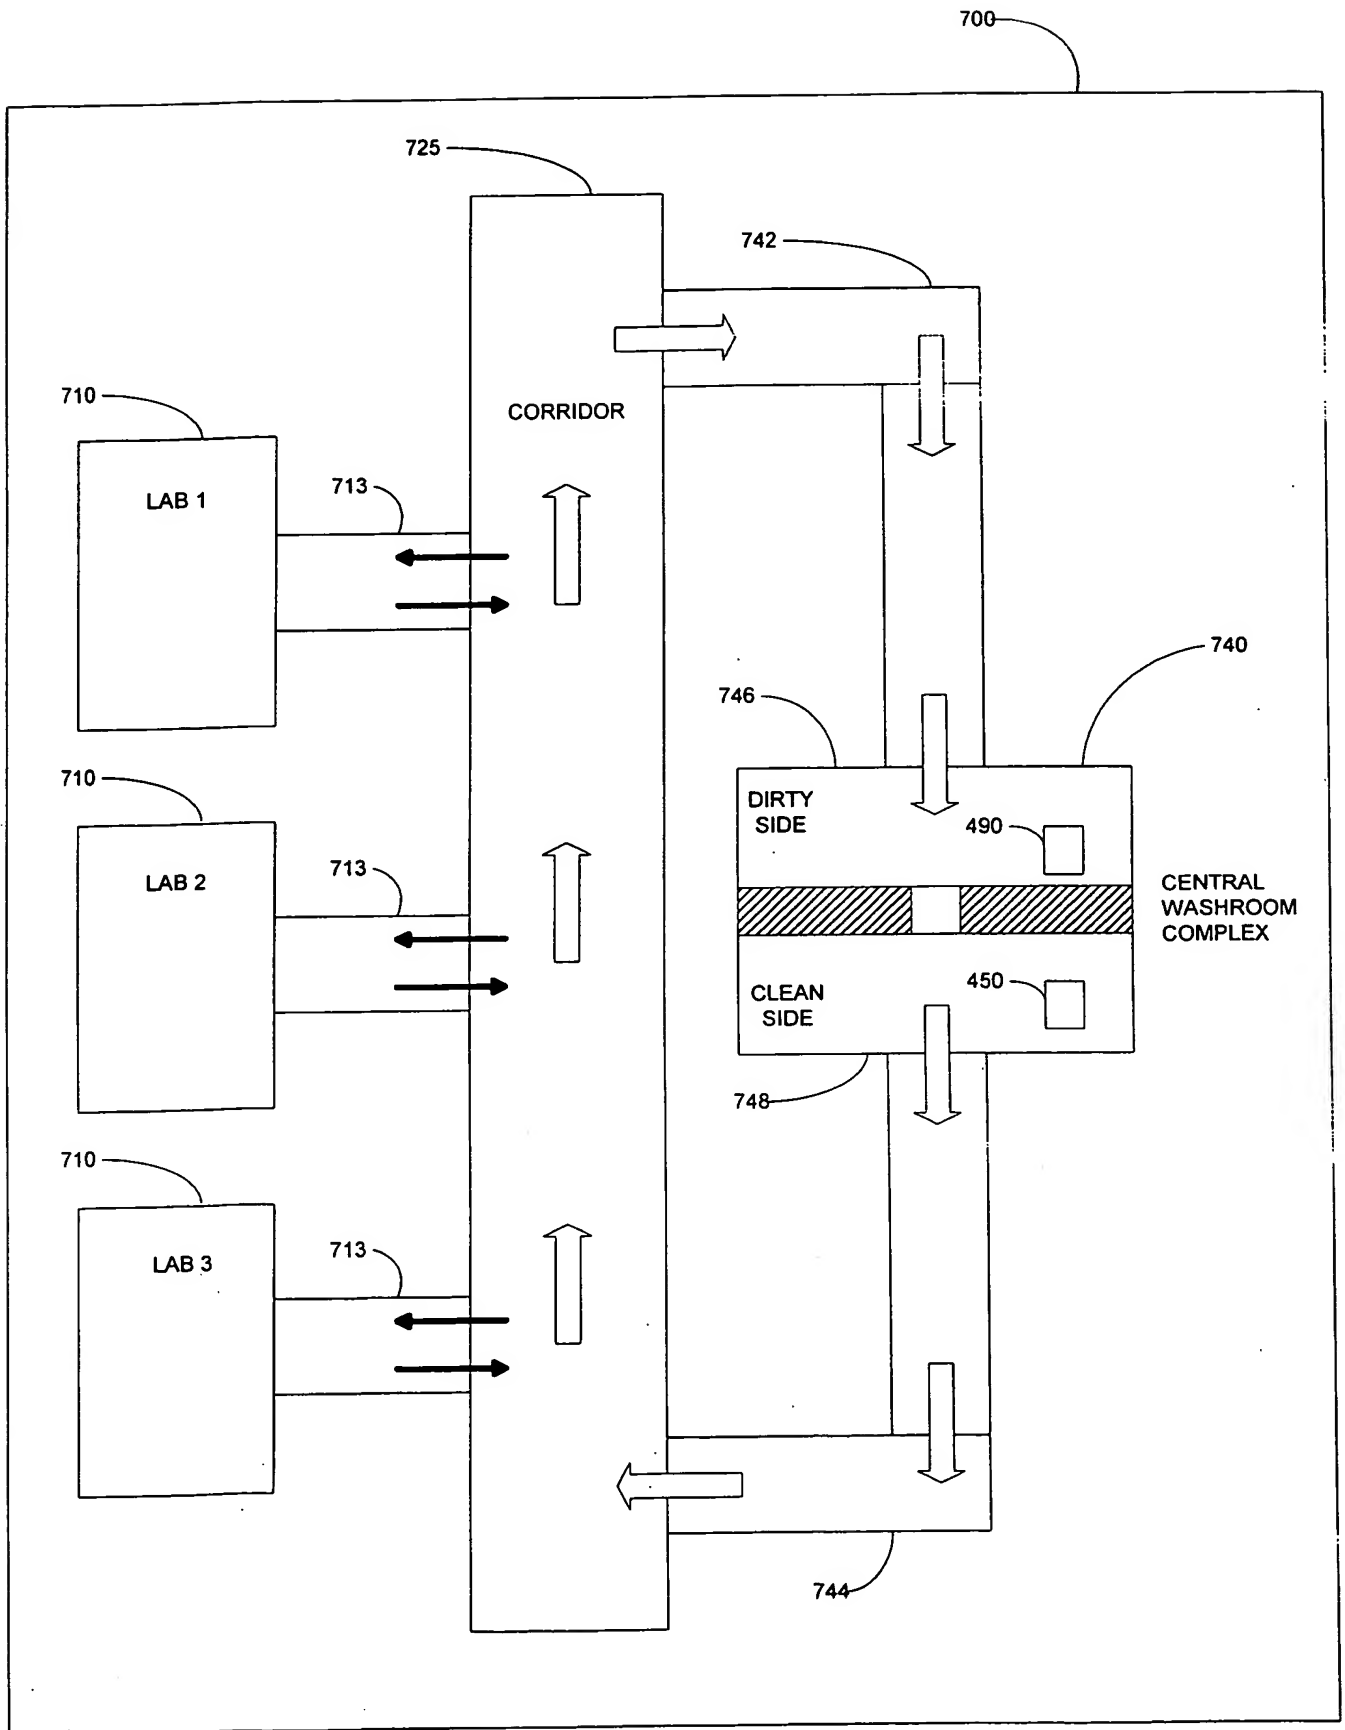 700
725
742
710
CORRIDOR
LAB 1
713
740
746
710
DIRTY
SIDE
490
LAB 2
713
CENTRAL
WASHROOM
COMPLEX
450
CLEAN
SIDE
748
710
713
LAB 3
744